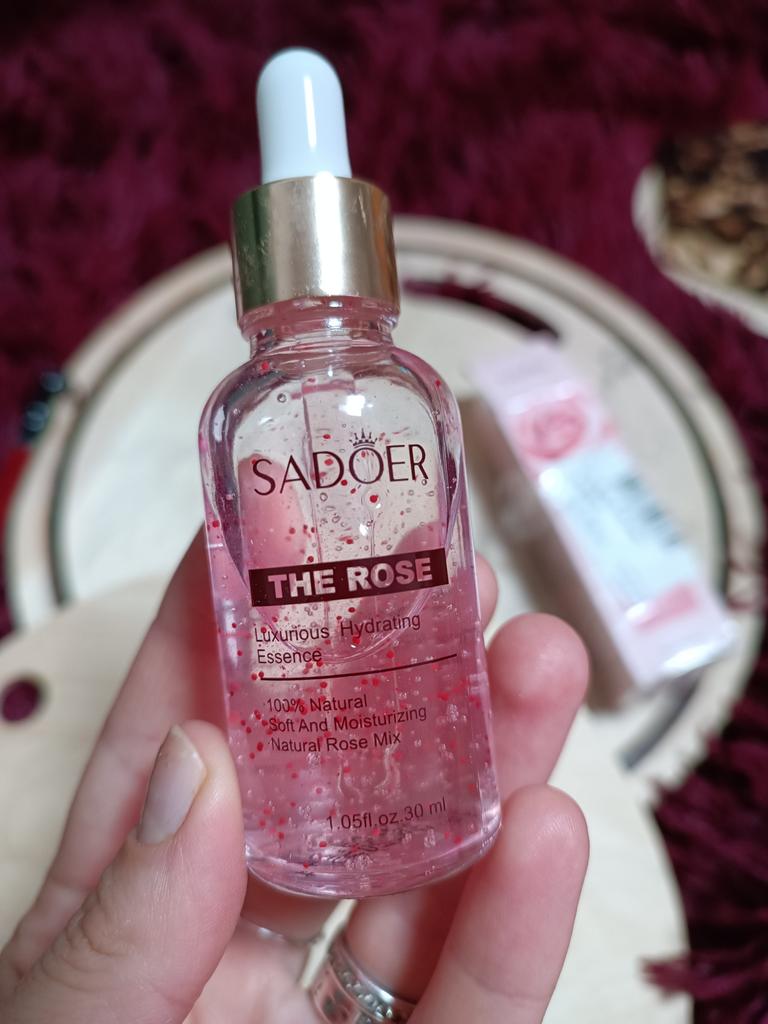 SADOER
THE ROSE
Luxurious Hydrating
Essence
100% Natural
Soft And Moisturizing
Natural Rose Mix
1.05fl.oz.30 ml